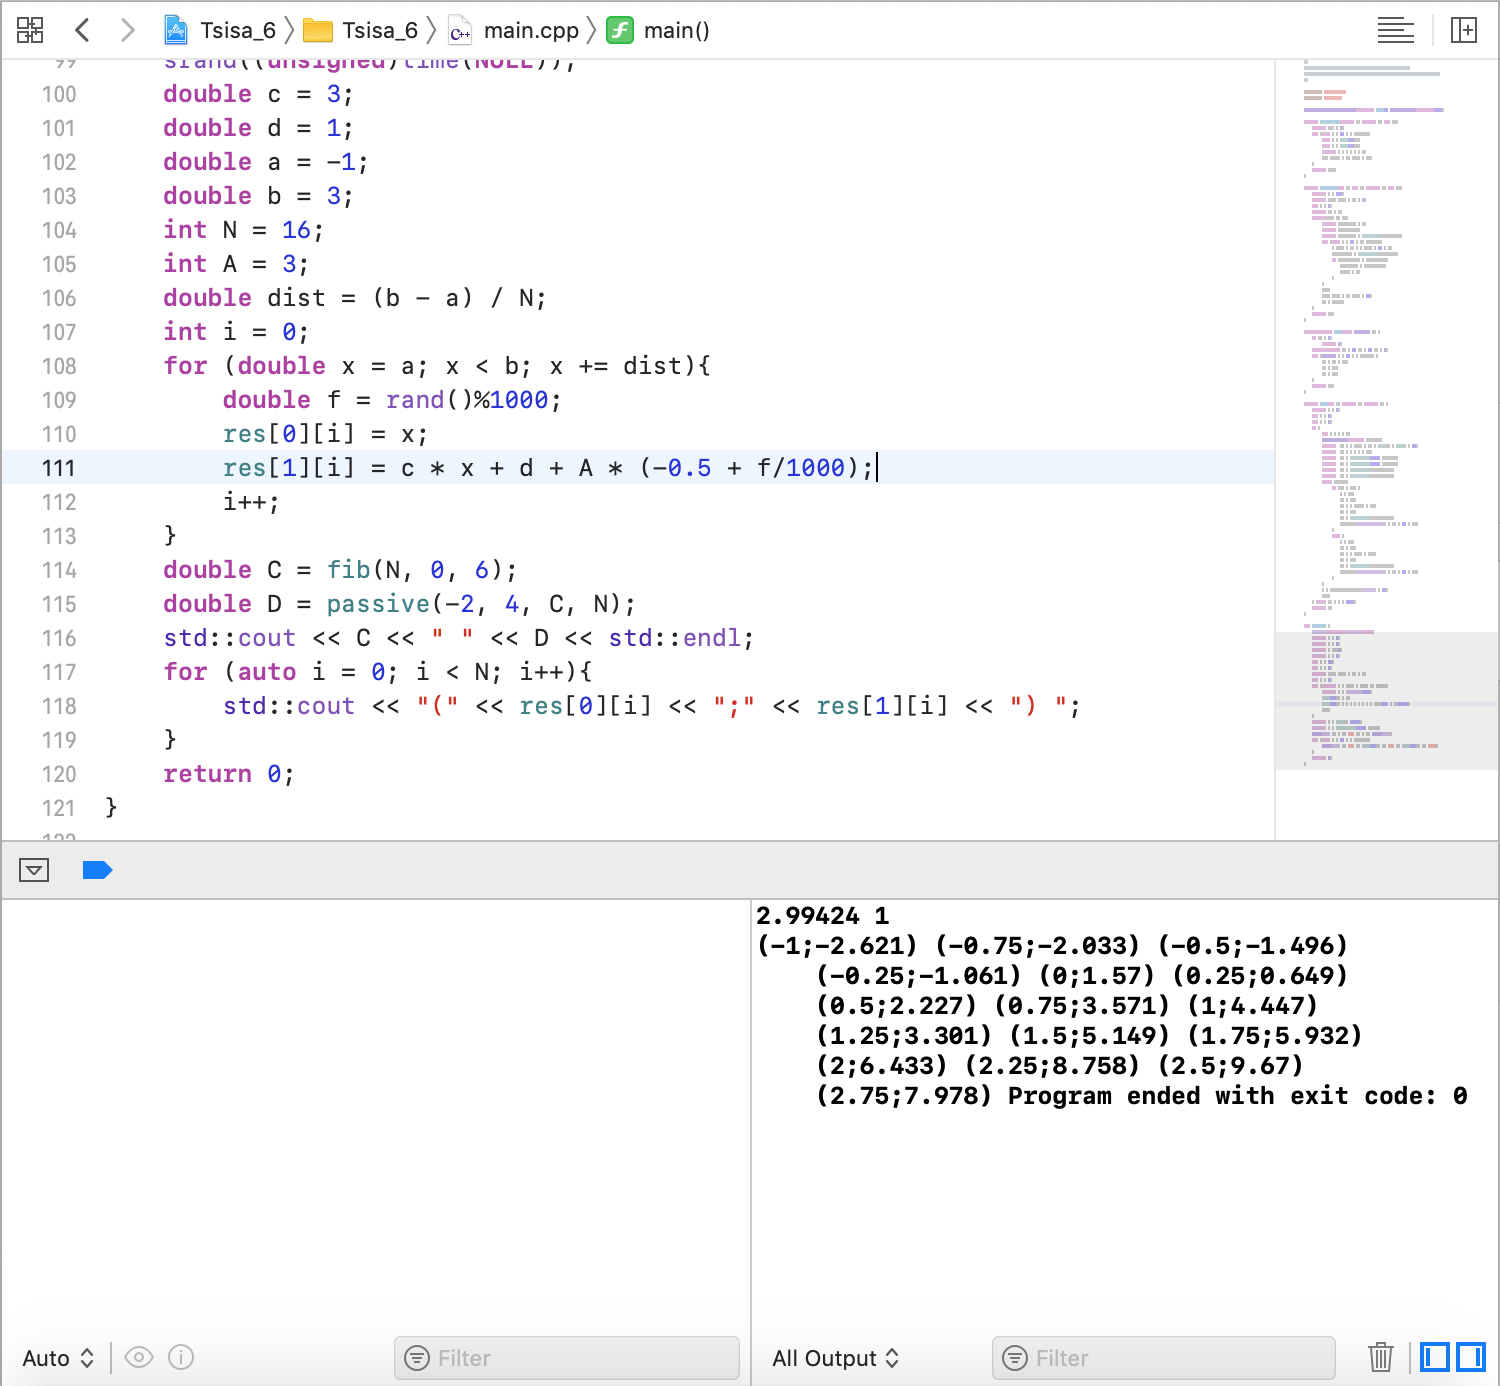 Tsisa_6 Tsisa_6 main.cpp main()
99 srand((unsigned)time(NULL));
100 double c = 3;
101 double d = 1;
102 double a = -1;
103 double b = 3;
104 int N = 16;
105 int A = 3;
106 double dist = (b - a) / N;
107 int i = 0;
108 for (double x = a; x < b; x += dist){
109 double f = rand()%1000;
110 res[0][i] = x;
111 res[1][i] = c * x + d + A * (-0.5 + f/1000);
112 i++;
113 }
114 double C = fib(N, 0, 6);
115 double D = passive(-2, 4, C, N);
116 std::cout << C << " " << D << std::endl;
117 for (auto i = 0; i < N; i++){
118 std::cout << "(" << res[0][i] << ";" << res[1][i] << ") ";
119 }
120 return 0;
121 }
122
2.99424 1
(-1;-2.621) (-0.75;-2.033) (-0.5;-1.496)
(-0.25;-1.061) (0;1.57) (0.25;0.649)
(0.5;2.227) (0.75;3.571) (1;4.447)
(1.25;3.301) (1.5;5.149) (1.75;5.932)
(2;6.433) (2.25;8.758) (2.5;9.67)
(2.75;7.978) Program ended with exit code: 0
Auto Filter All Output Filter